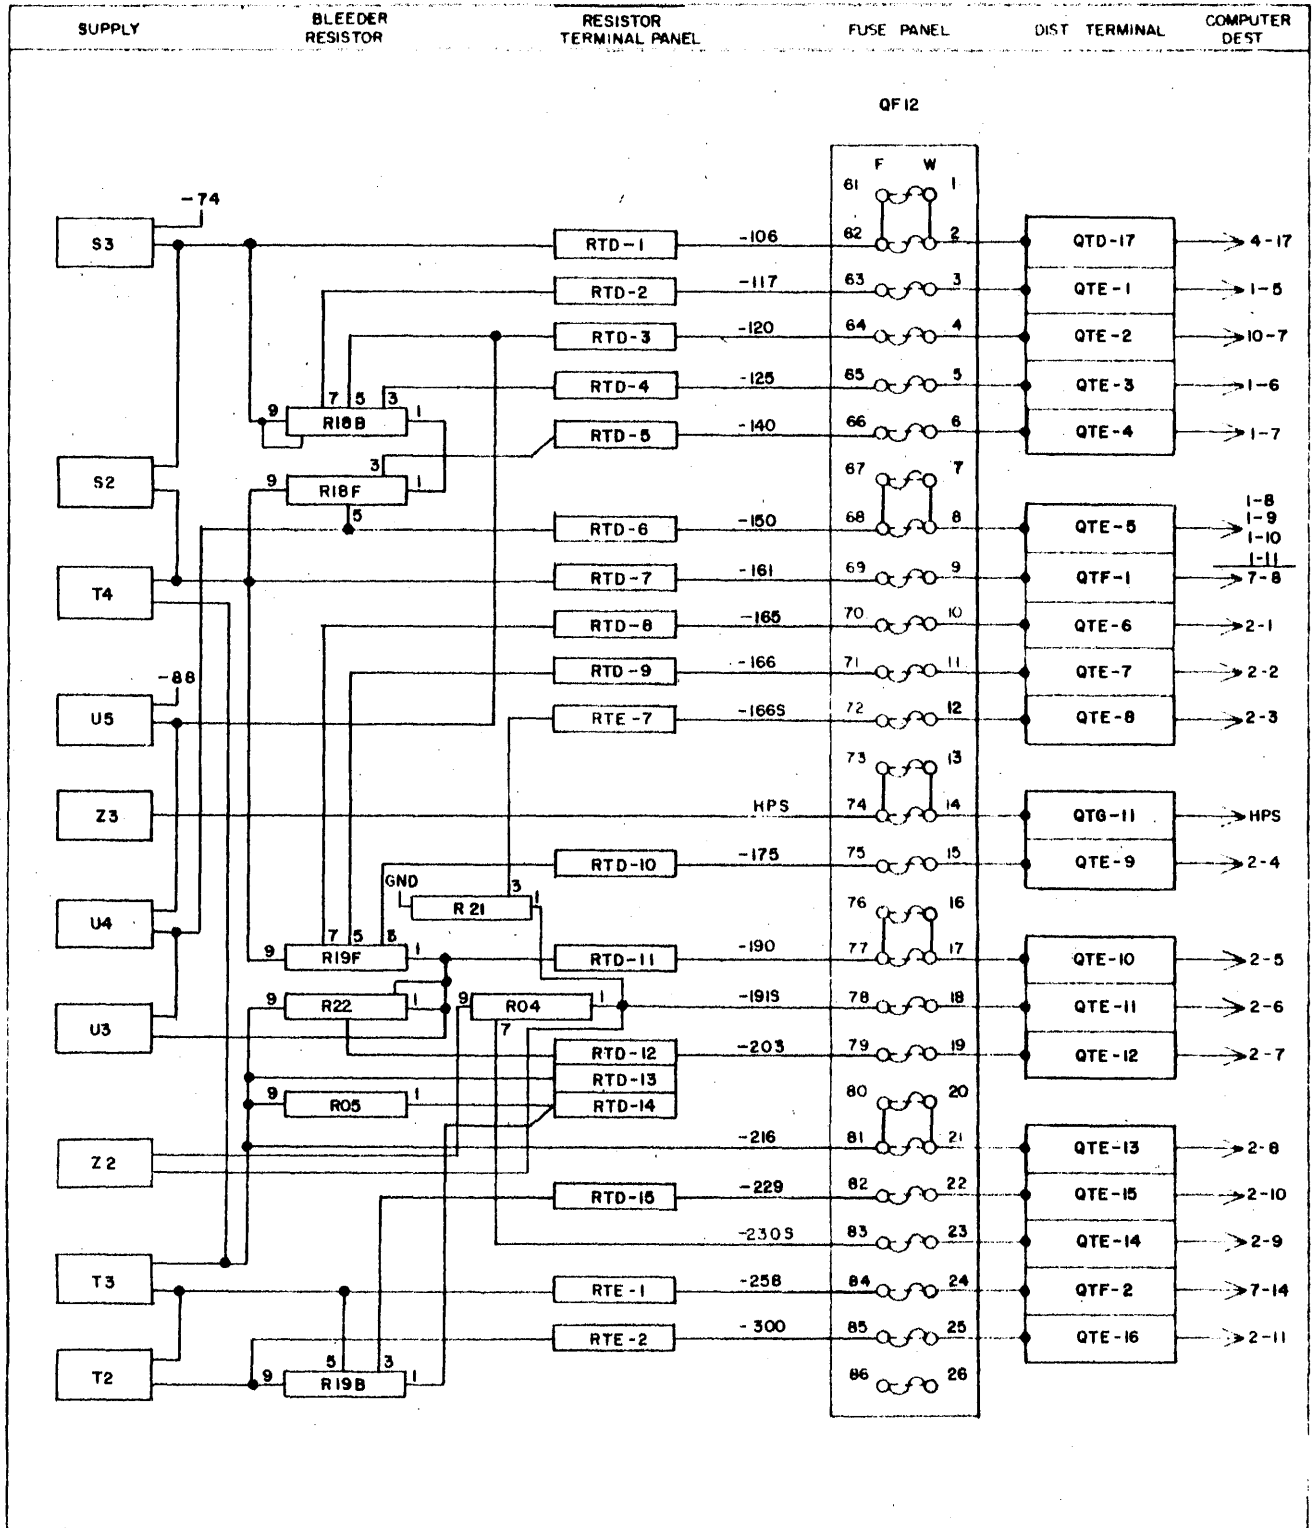 SUPPLY BLEEDER RESISTOR RESISTOR TERMINAL PANEL FUSE PANEL DIST TERMINAL COMPUTER DEST
QF12
F W
61 1
-74
S3 RTD-1 -106 62 2 QTD-17 4-17
RTD-2 -117 63 3 QTE-1 1-5
RTD-3 -120 64 4 QTE-2 10-7
RTD-4 -125 65 5 QTE-3 1-6
9 7 5 3 1
R18B
RTD-5 -140 66 6 QTE-4 1-7
S2 9 3 1 67 7
R18F
5
1-8
1-9
1-10
1-11
RTD-6 -150 68 8 QTE-5
T4 RTD-7 -161 69 9 QTF-1 7-8
RTD-8 -165 70 10 QTE-6 2-1
RTD-9 -166 71 11 QTE-7 2-2
-88
U5 RTE-7 -166S 72 12 QTE-8 2-3
73 13
Z3 HPS 74 14 QTG-11 HPS
RTD-10 -175 75 15 QTE-9 2-4
GND 3 1
R21
U4 76 16
9 7 5 3 1
R19F RTD-11 -190 77 17 QTE-10 2-5
9 R22 1 9 R04 1 -191S 78 18 QTE-11 2-6
7
U3
RTD-12 -203 79 19 QTE-12 2-7
RTD-13
9 R05 1 RTD-14 80 20
Z2 -216 81 21 QTE-13 2-8
RTD-15 -229 82 22 QTE-15 2-10
-230S 83 23 QTE-14 2-9
T3 RTE-1 -258 84 24 QTF-2 7-14
RTE-2 -300 85 25 QTE-16 2-11
T2 9 5 3 1 86 26
R19B